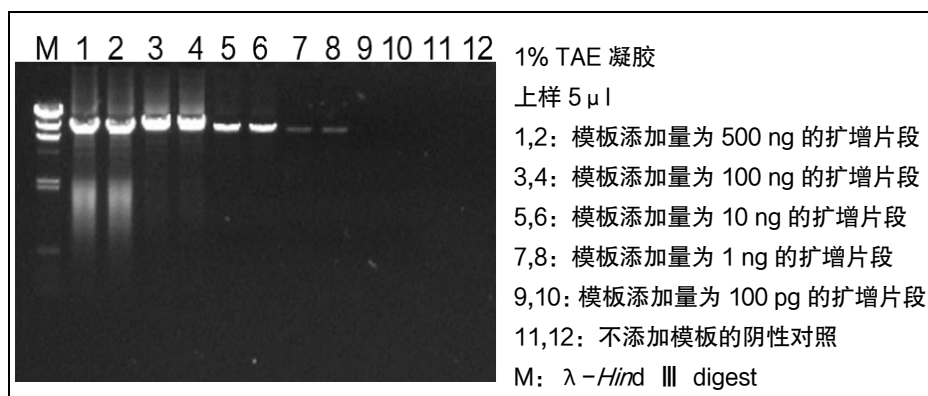 M 1 2 3 4 5 6 7 8 9 10 11 12
1% TAE 凝胶
上样 5μl
1,2：模板添加量为 500 ng 的扩增片段
3,4：模板添加量为 100 ng 的扩增片段
5,6：模板添加量为 10 ng 的扩增片段
7,8：模板添加量为 1 ng 的扩增片段
9,10：模板添加量为 100 pg 的扩增片段
11,12：不添加模板的阴性对照
M：λ-Hind Ⅲ digest